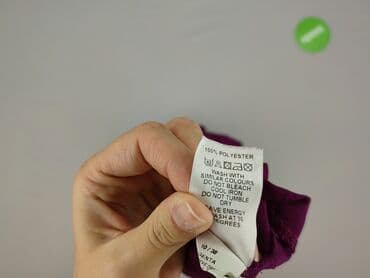 100% POLYESTER
WASH WITH
SIMILAR COLOURS
DO NOT BLEACH
COOL IRON
DO NOT TUMBLE
DRY
SAVE ENERGY
WASH AT 30
DEGREES